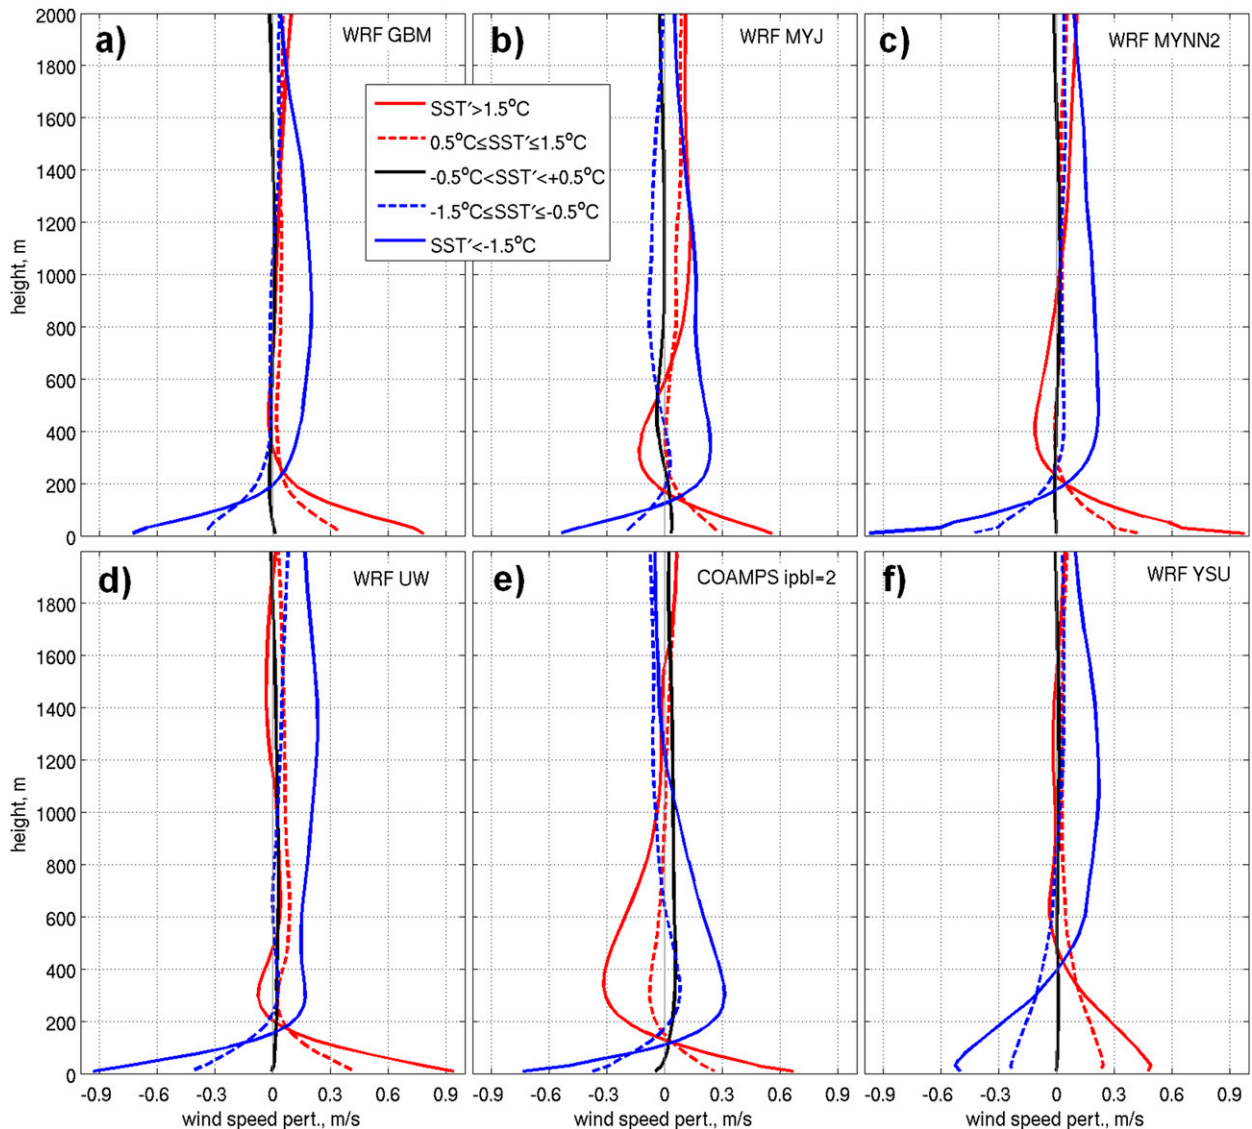 a)
WRF GBM
b)
WRF MYJ
c)
WRF MYNN2
SST′>1.5°C
0.5°C≤SST′≤1.5°C
-0.5°C<SST′<+0.5°C
-1.5°C≤SST′≤-0.5°C
SST′<-1.5°C
2000
1800
1600
1400
1200
1000
800
600
400
200
0
height, m
d)
WRF UW
e)
COAMPS ipbl=2
f)
WRF YSU
1800
1600
1400
1200
1000
800
600
400
200
0
height, m
-0.9 -0.6 -0.3 0 0.3 0.6 0.9
-0.9 -0.6 -0.3 0 0.3 0.6 0.9
-0.9 -0.6 -0.3 0 0.3 0.6 0.9
wind speed pert., m/s
wind speed pert., m/s
wind speed pert., m/s